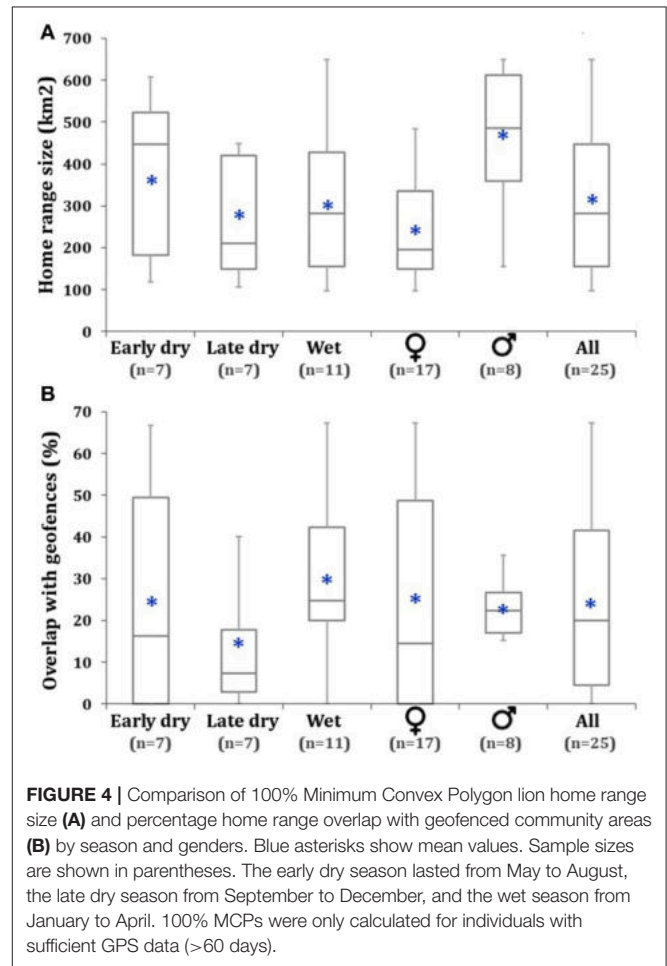 A
Home range size (km2)
700
600
500
400
300
200
100
0
Early dry Late dry Wet ♀ ♂ All
(n=7) (n=7) (n=11) (n=17) (n=8) (n=25)
B
Overlap with geofences (%)
70
60
50
40
30
20
10
0
Early dry Late dry Wet ♀ ♂ All
(n=7) (n=7) (n=11) (n=17) (n=8) (n=25)
FIGURE 4 | Comparison of 100% Minimum Convex Polygon lion home range
size (A) and percentage home range overlap with geofenced community areas
(B) by season and genders. Blue asterisks show mean values. Sample sizes
are shown in parentheses. The early dry season lasted from May to August,
the late dry season from September to December, and the wet season from
January to April. 100% MCPs were only calculated for individuals with
sufficient GPS data (>60 days).